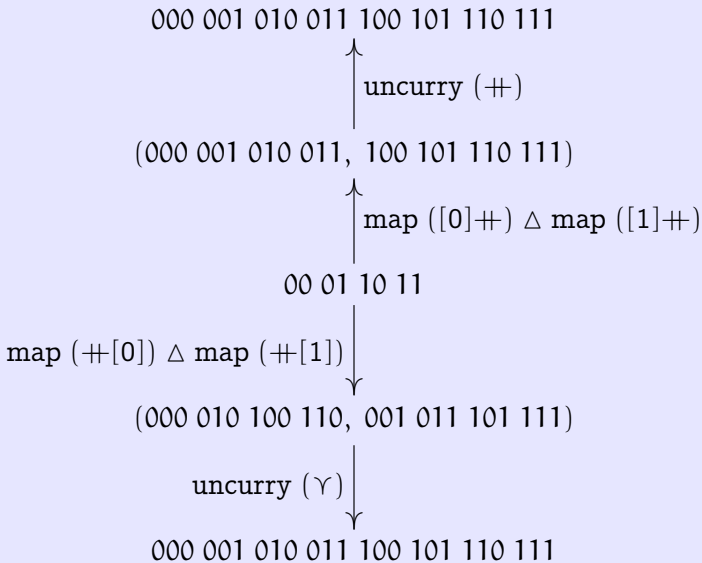 000 001 010 011 100 101 110 111
uncurry (⧺)
(000 001 010 011, 100 101 110 111)
map ([0]⧺) △ map ([1]⧺)
00 01 10 11
map (⧺[0]) △ map (⧺[1])
(000 010 100 110, 001 011 101 111)
uncurry (⋎)
000 001 010 011 100 101 110 111